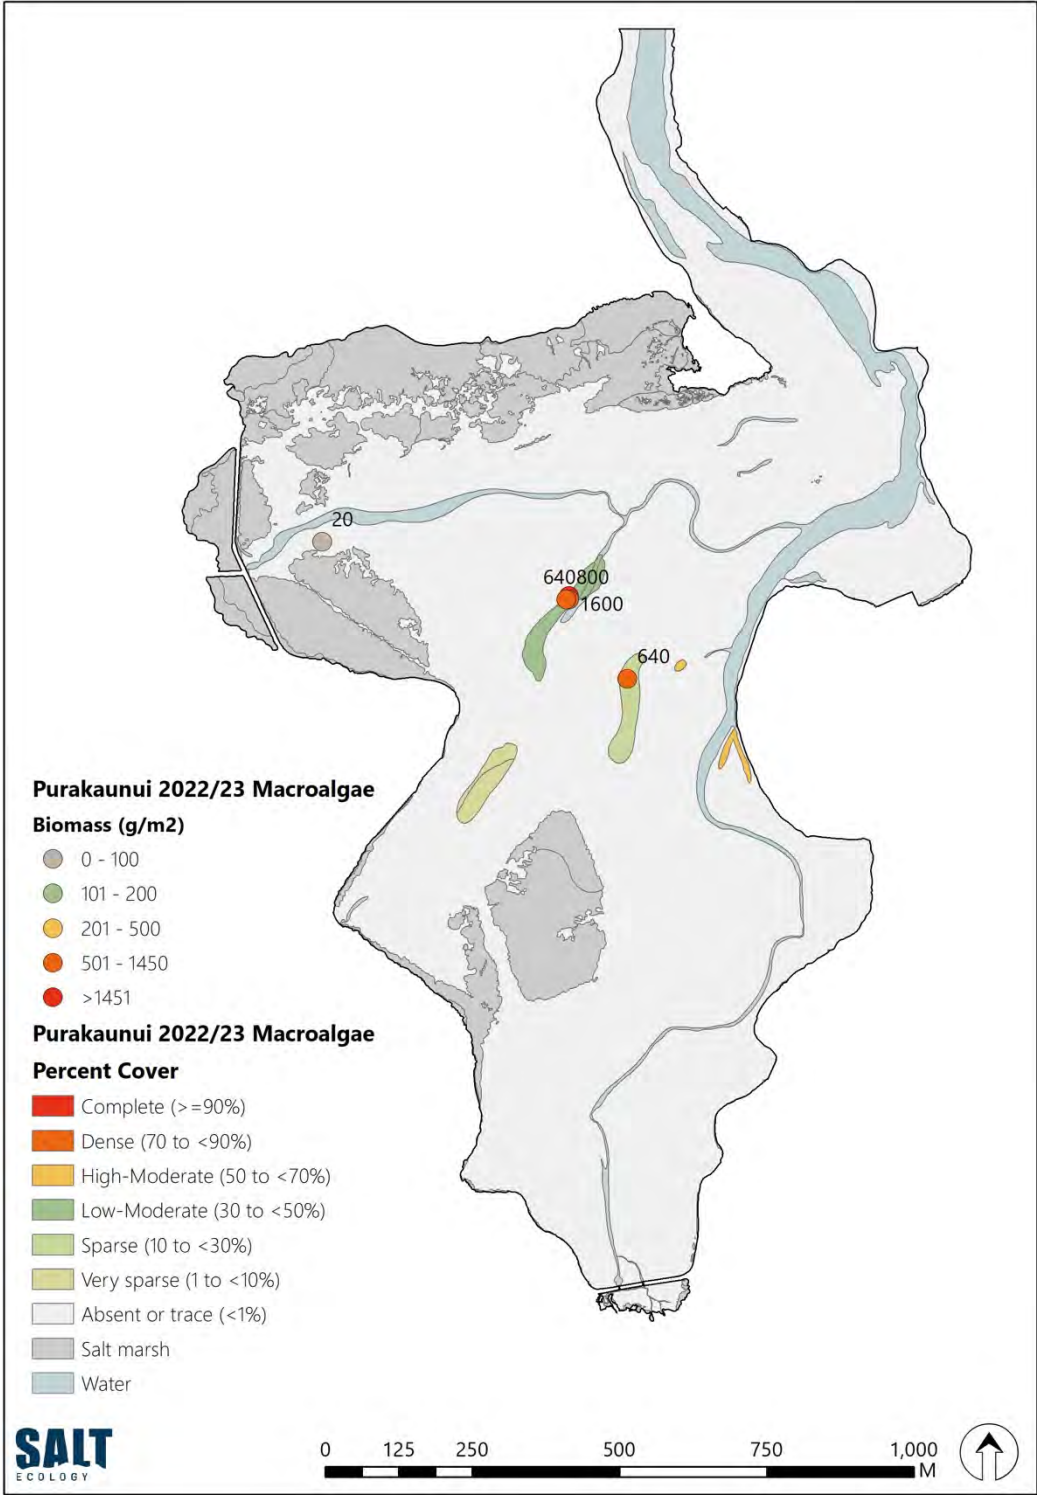 20
640800
1600
640
Purakaunui 2022/23 Macroalgae
Biomass (g/m2)
0 - 100
101 - 200
201 - 500
501 - 1450
>1451
Purakaunui 2022/23 Macroalgae
Percent Cover
Complete (>=90%)
Dense (70 to <90%)
High-Moderate (50 to <70%)
Low-Moderate (30 to <50%)
Sparse (10 to <30%)
Very sparse (1 to <10%)
Absent or trace (<1%)
Salt marsh
Water
SALT
ECOLOGY
0 125 250 500 750 1,000
M